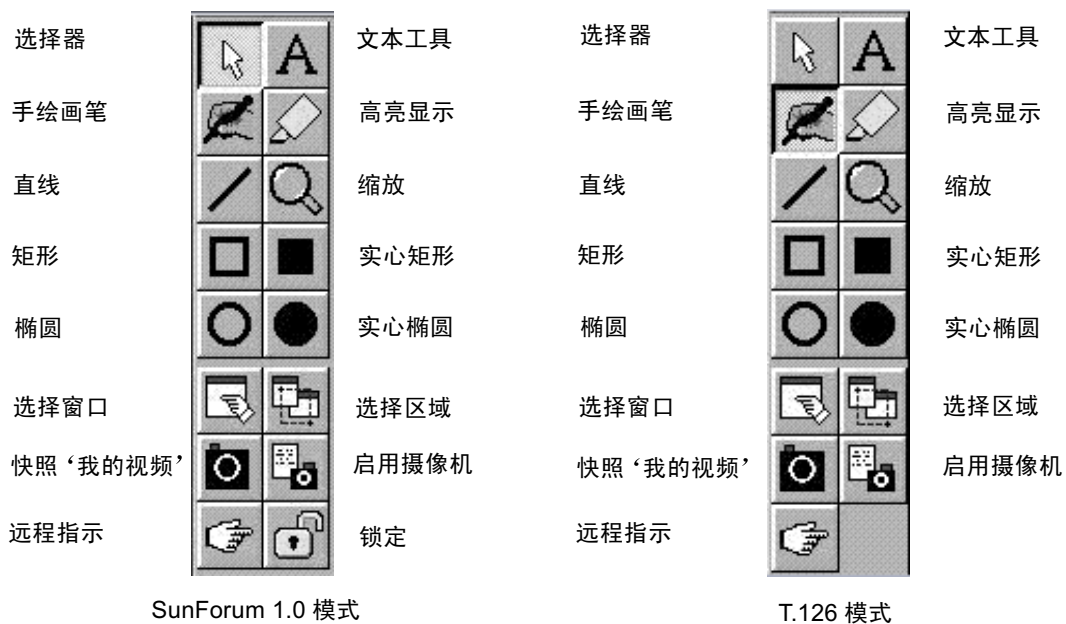 选择器 文本工具 选择器 文本工具
手绘画笔 高亮显示 手绘画笔 高亮显示
直线 缩放 直线 缩放
矩形 实心矩形 矩形 实心矩形
椭圆 实心椭圆 椭圆 实心椭圆
选择窗口 选择区域 选择窗口 选择区域
快照‘我的视频’ 启用摄像机 快照‘我的视频’ 启用摄像机
远程指示 锁定 远程指示
SunForum 1.0 模式 T.126 模式